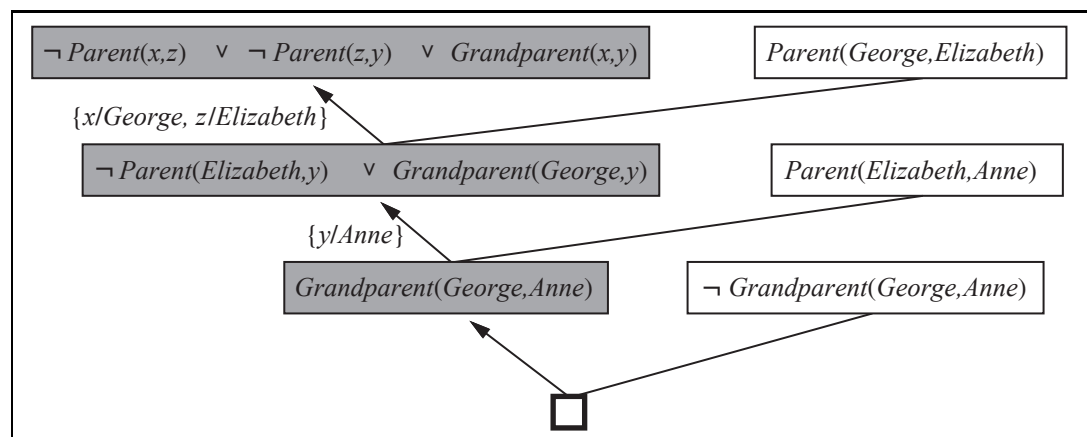 ¬ Parent(x,z) ∨ ¬ Parent(z,y) ∨ Grandparent(x,y)
Parent(George,Elizabeth)
{x/George, z/Elizabeth}
¬ Parent(Elizabeth,y) ∨ Grandparent(George,y)
Parent(Elizabeth,Anne)
{y/Anne}
Grandparent(George,Anne)
¬ Grandparent(George,Anne)